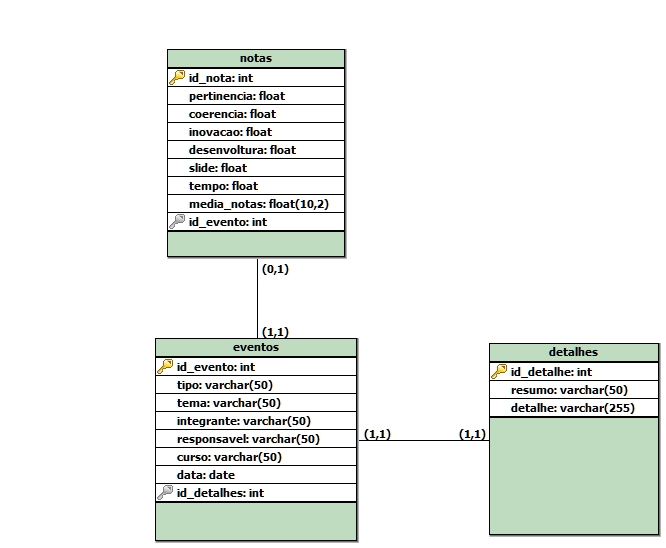 notas
id_nota: int
pertinencia: float
coerencia: float
inovacao: float
desenvoltura: float
slide: float
tempo: float
media_notas: float(10,2)
id_evento: int
(0,1)
(1,1)
eventos
id_evento: int
tipo: varchar(50)
tema: varchar(50)
integrante: varchar(50)
responsavel: varchar(50)
curso: varchar(50)
data: date
id_detalhes: int
(1,1)
(1,1)
detalhes
id_detalhe: int
resumo: varchar(50)
detalhe: varchar(255)